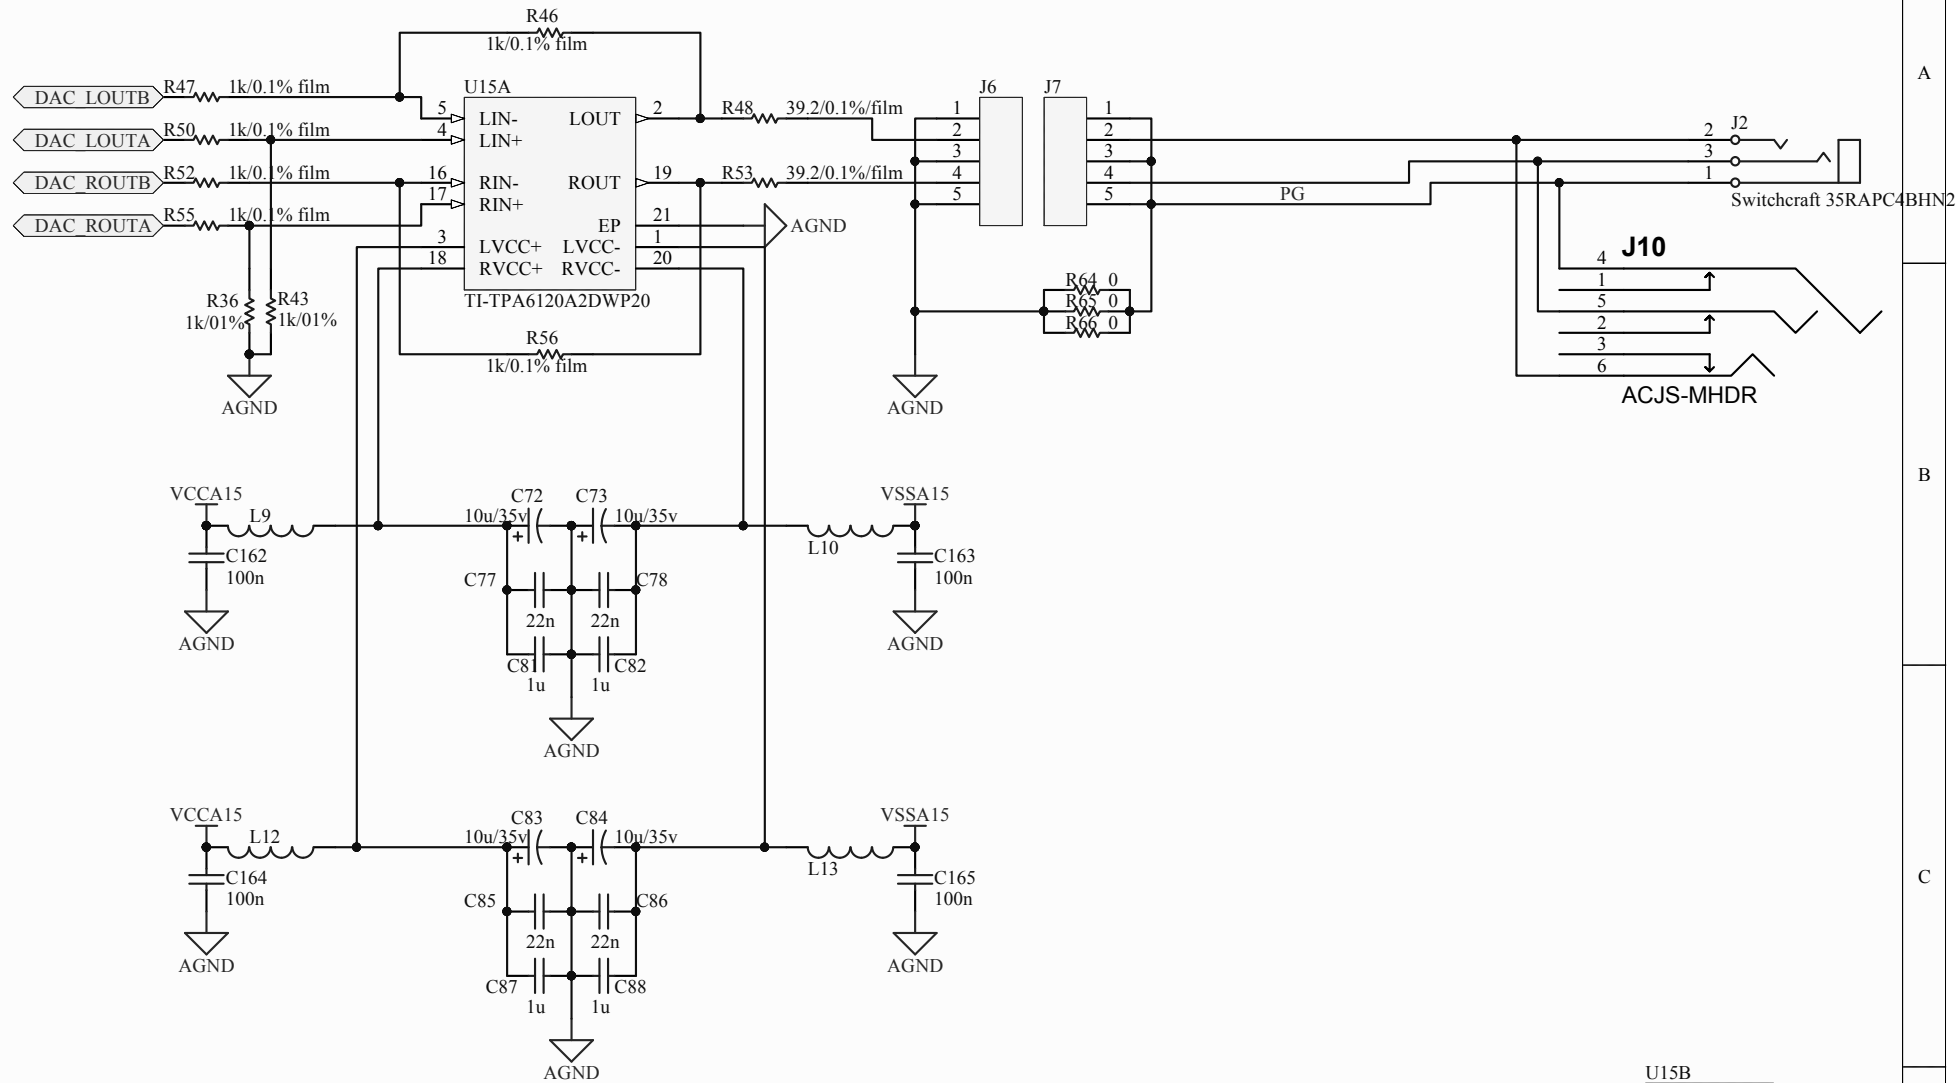 R46
1k/0.1% film
A
DAC_LOUTB R47 1k/0.1% film
DAC_LOUTA R50 1k/0.1% film
DAC_ROUTB R52 1k/0.1% film
DAC_ROUTA R55 1k/0.1% film
U15A
5 LIN- LOUT 2
4 LIN+
16 RIN- ROUT 19
17 RIN+
EP 21
3 LVCC+ LVCC- 1
18 RVCC+ RVCC- 20
TI-TPA6120A2DWP20
R48 39.2/0.1%/film
R53 39.2/0.1%/film
AGND
J6 J7
1 1
2 2
3 3
4 4
5 5
PG
J2
2
3
1
Switchcraft 35RAPC4BHN2
R36
1k/01%
R43
1k/01%
AGND
R56
1k/0.1% film
R64 0
R65 0
R66 0
AGND
J10
4
1
5
2
3
6
ACJS-MHDR
B
VCCA15
L9
C162
100n
AGND
C72 C73
10u/35v + + 10u/35v
C77 C78
22n 22n
C81 C82
1u 1u
AGND
VSSA15
L10
C163
100n
AGND
VCCA15
L12
C164
100n
AGND
C83 C84
10u/35v + + 10u/35v
C85 C86
22n 22n
C87 C88
1u 1u
AGND
VSSA15
L13
C165
100n
AGND
C
U15B